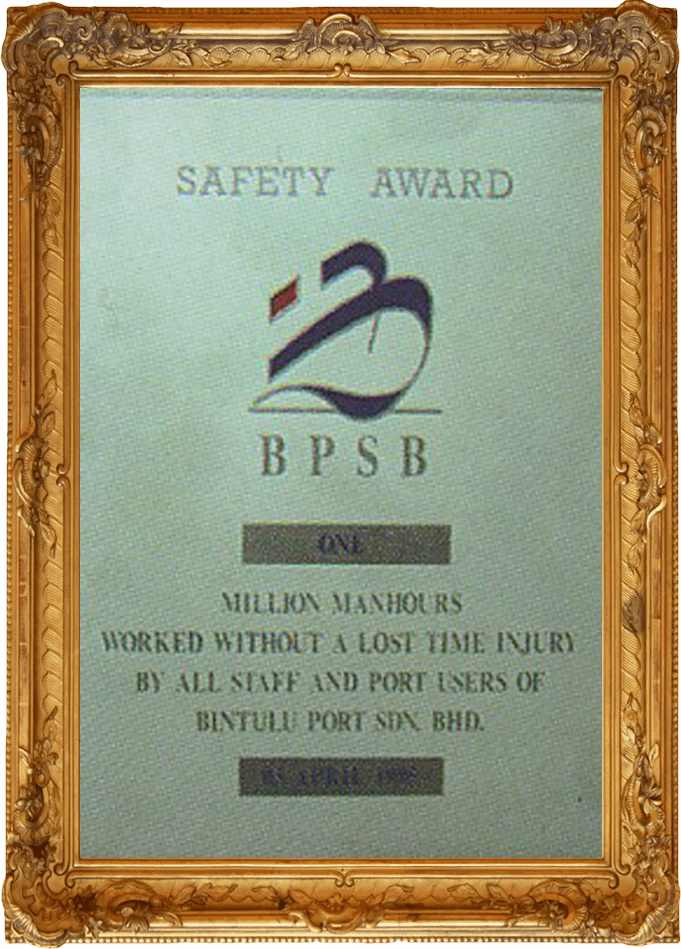 SAFETY AWARD
BPSB
ONE
MILLION MANHOURS
WORKED WITHOUT A LOST TIME INJURY
BY ALL STAFF AND PORT USERS OF
BINTULU PORT SDN. BHD.
APRIL